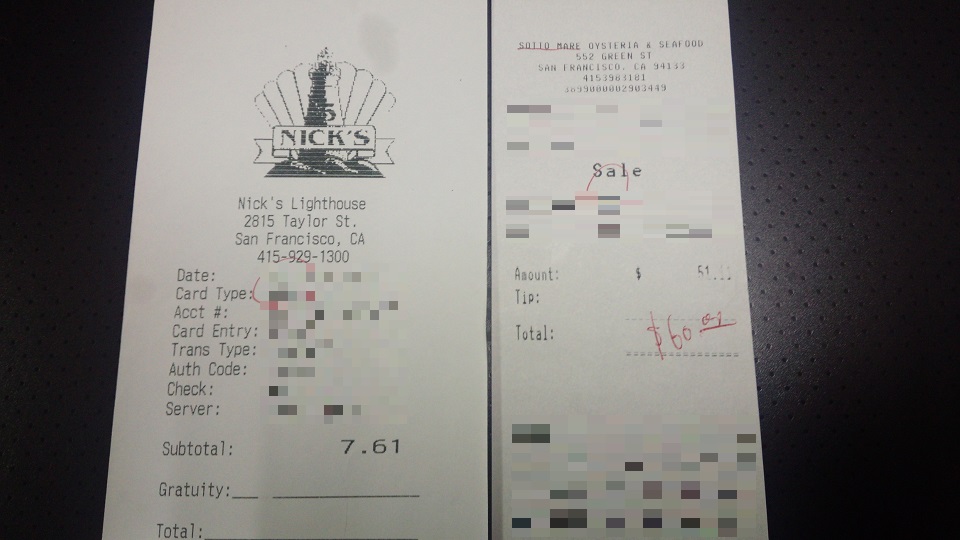 NICK'S
Nick's Lighthouse
2815 Taylor St.
San Francisco, CA
415-929-1300
Date:
Card Type:
Acct #:
Card Entry:
Trans Type:
Auth Code:
Check:
Server:
Subtotal: 7.61
Gratuity:
Total:
SOTTO MARE OYSTERIA & SEAFOOD
552 GREEN ST
SAN FRANCISCO, CA 94133
4153983181
Sale
Amount: $
Tip:
Total: $60